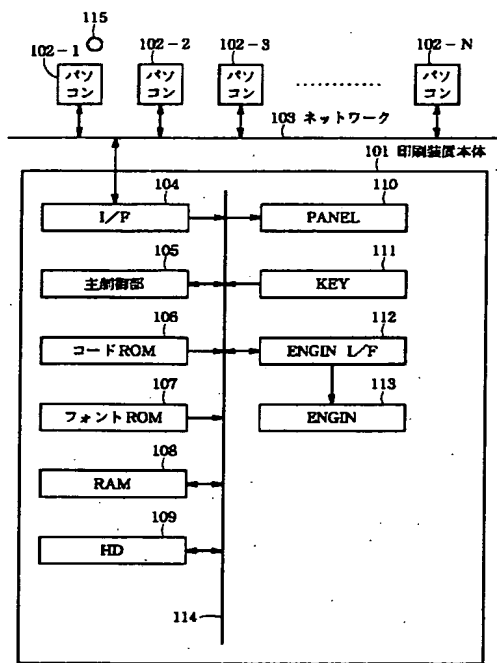 115
102-1
102-2
102-3
102-N
パソコン
パソコン
パソコン
パソコン
103 ネットワーク
101 印刷装置本体
104
I/F
110
PANEL
105
主制御部
111
KEY
106
コードROM
112
ENGIN I/F
107
フォントROM
113
ENGIN
108
RAM
109
HD
114